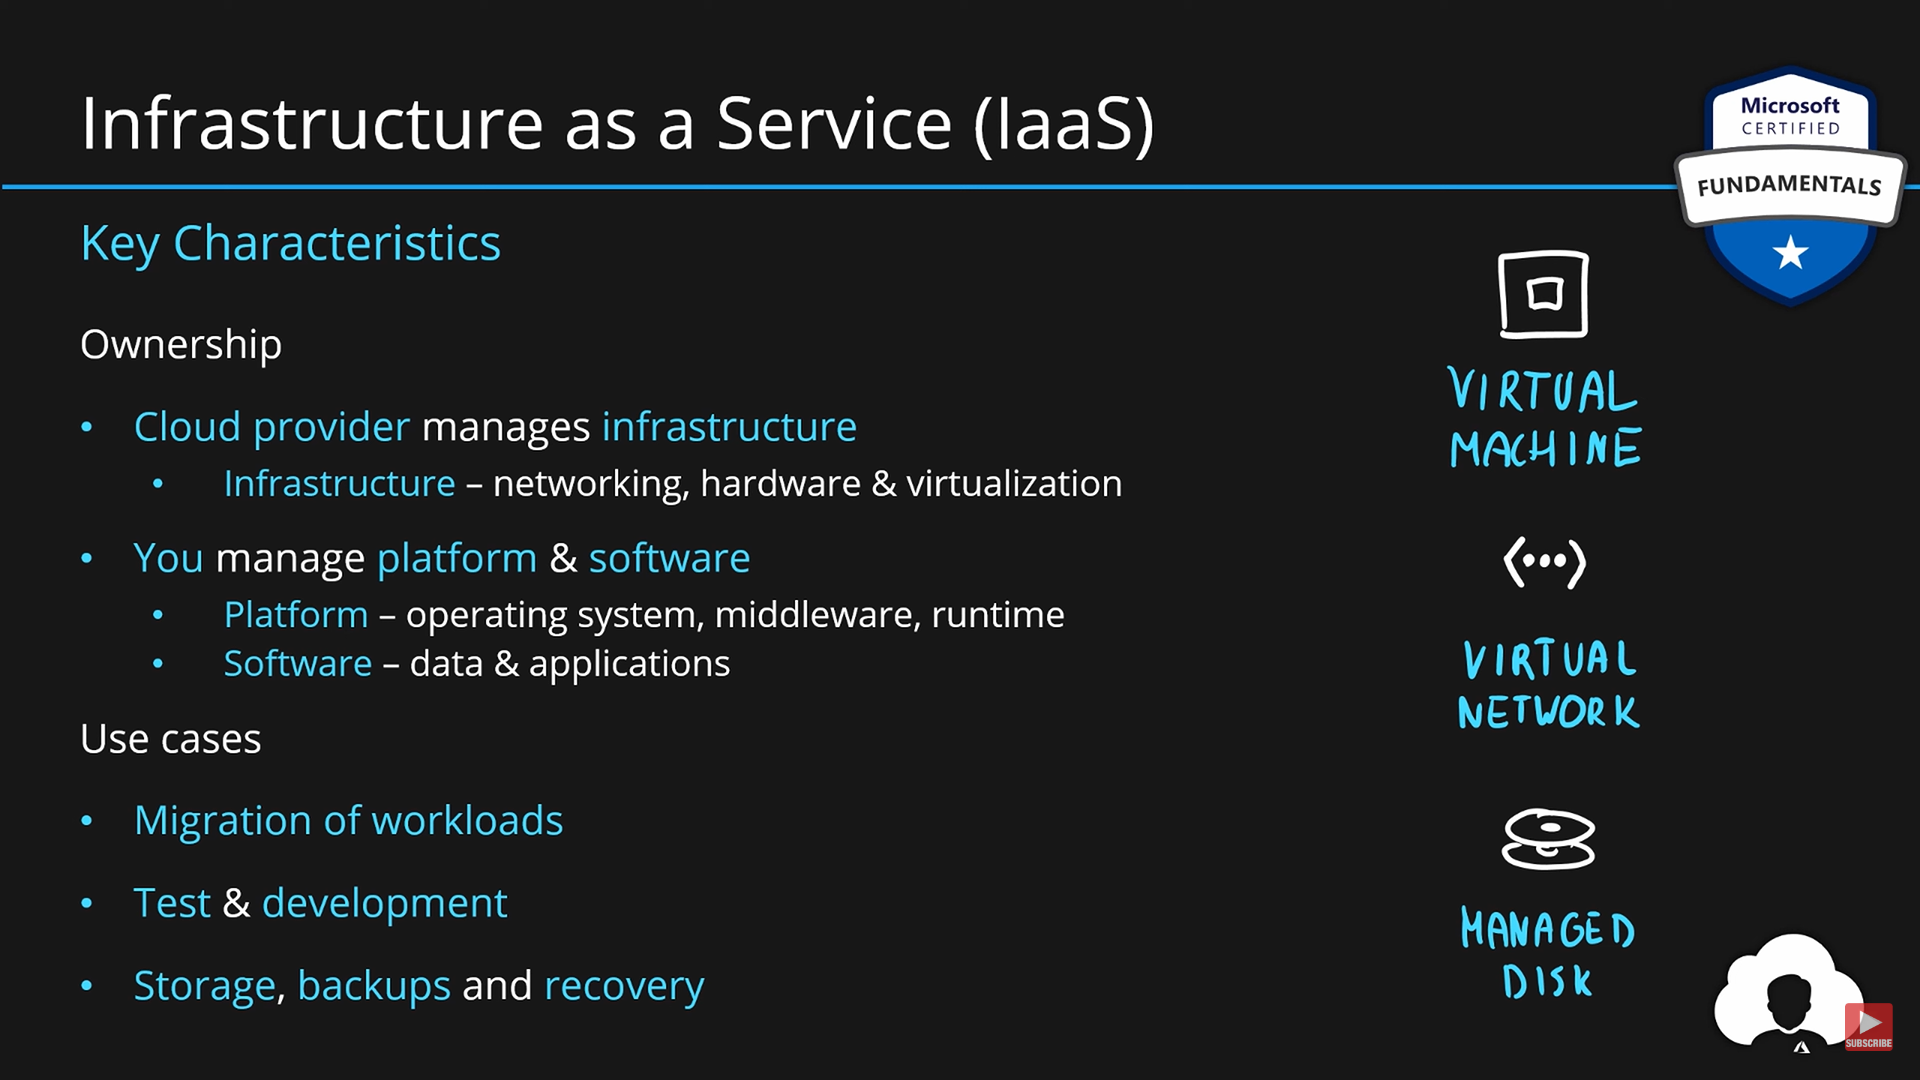 Infrastructure as a Service (IaaS)
Microsoft
CERTIFIED
FUNDAMENTALS
Key Characteristics
Ownership
• Cloud provider manages infrastructure
• Infrastructure – networking, hardware & virtualization
• You manage platform & software
• Platform – operating system, middleware, runtime
• Software – data & applications
Use cases
• Migration of workloads
• Test & development
• Storage, backups and recovery
VIRTUAL
MACHINE
VIRTUAL
NETWORK
MANAGED
DISK
SUBSCRIBE